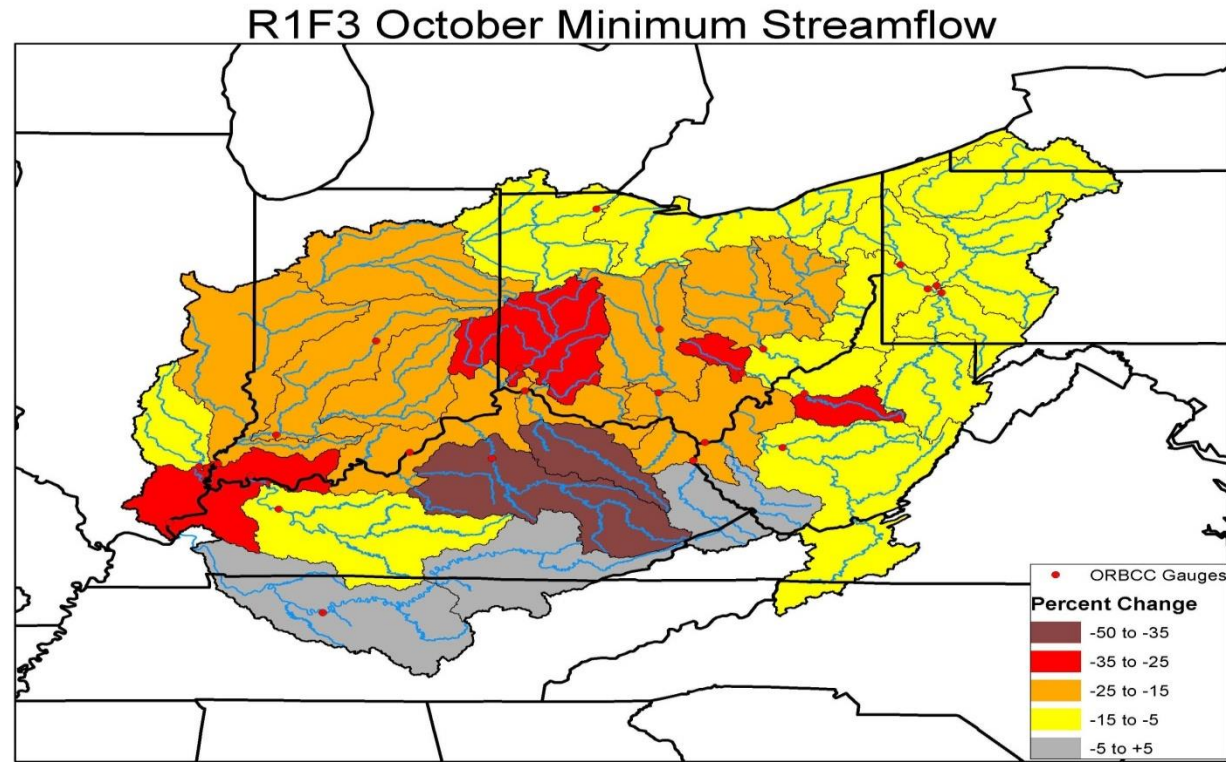 R1F3 October Minimum Streamflow
ORBCC Gauges
Percent Change
-50 to -35
-35 to -25
-25 to -15
-15 to -5
-5 to +5